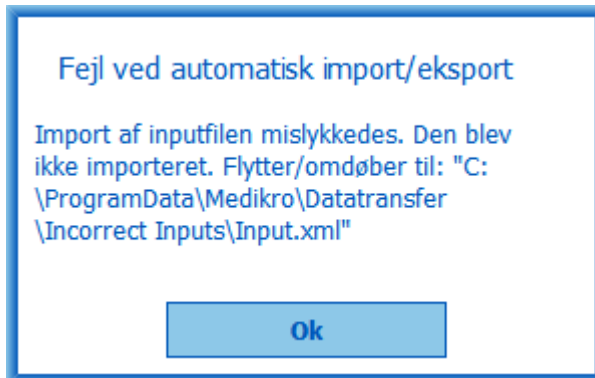 Fejl ved automatisk import/eksport
Import af inputfilen mislykkedes. Den blev
ikke importeret. Flytter/omdøber til: "C:
\ProgramData\Medikro\Datatransfer
\Incorrect Inputs\Input.xml"
Ok